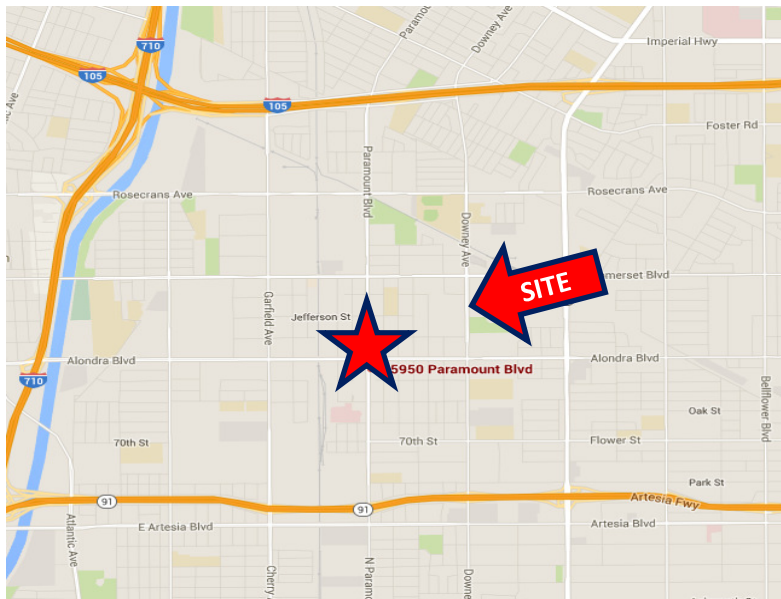 710
Paramount
Downey Ave
Imperial Hwy
105
105
Foster Rd
Rosecrans Ave
Paramount Blvd
Rosecrans Ave
Downey Ave
merset Blvd
SITE
Garfield Ave
Jefferson St
Alondra Blvd
5950 Paramount Blvd
Alondra Blvd
710
Bellflower Blvd
Oak St
70th St
70th St
Flower St
Park St
91
91
Artesia Fwy
E Artesia Blvd
Artesia Blvd
Atlantic Ave
Cherry
N Paramo
Downe